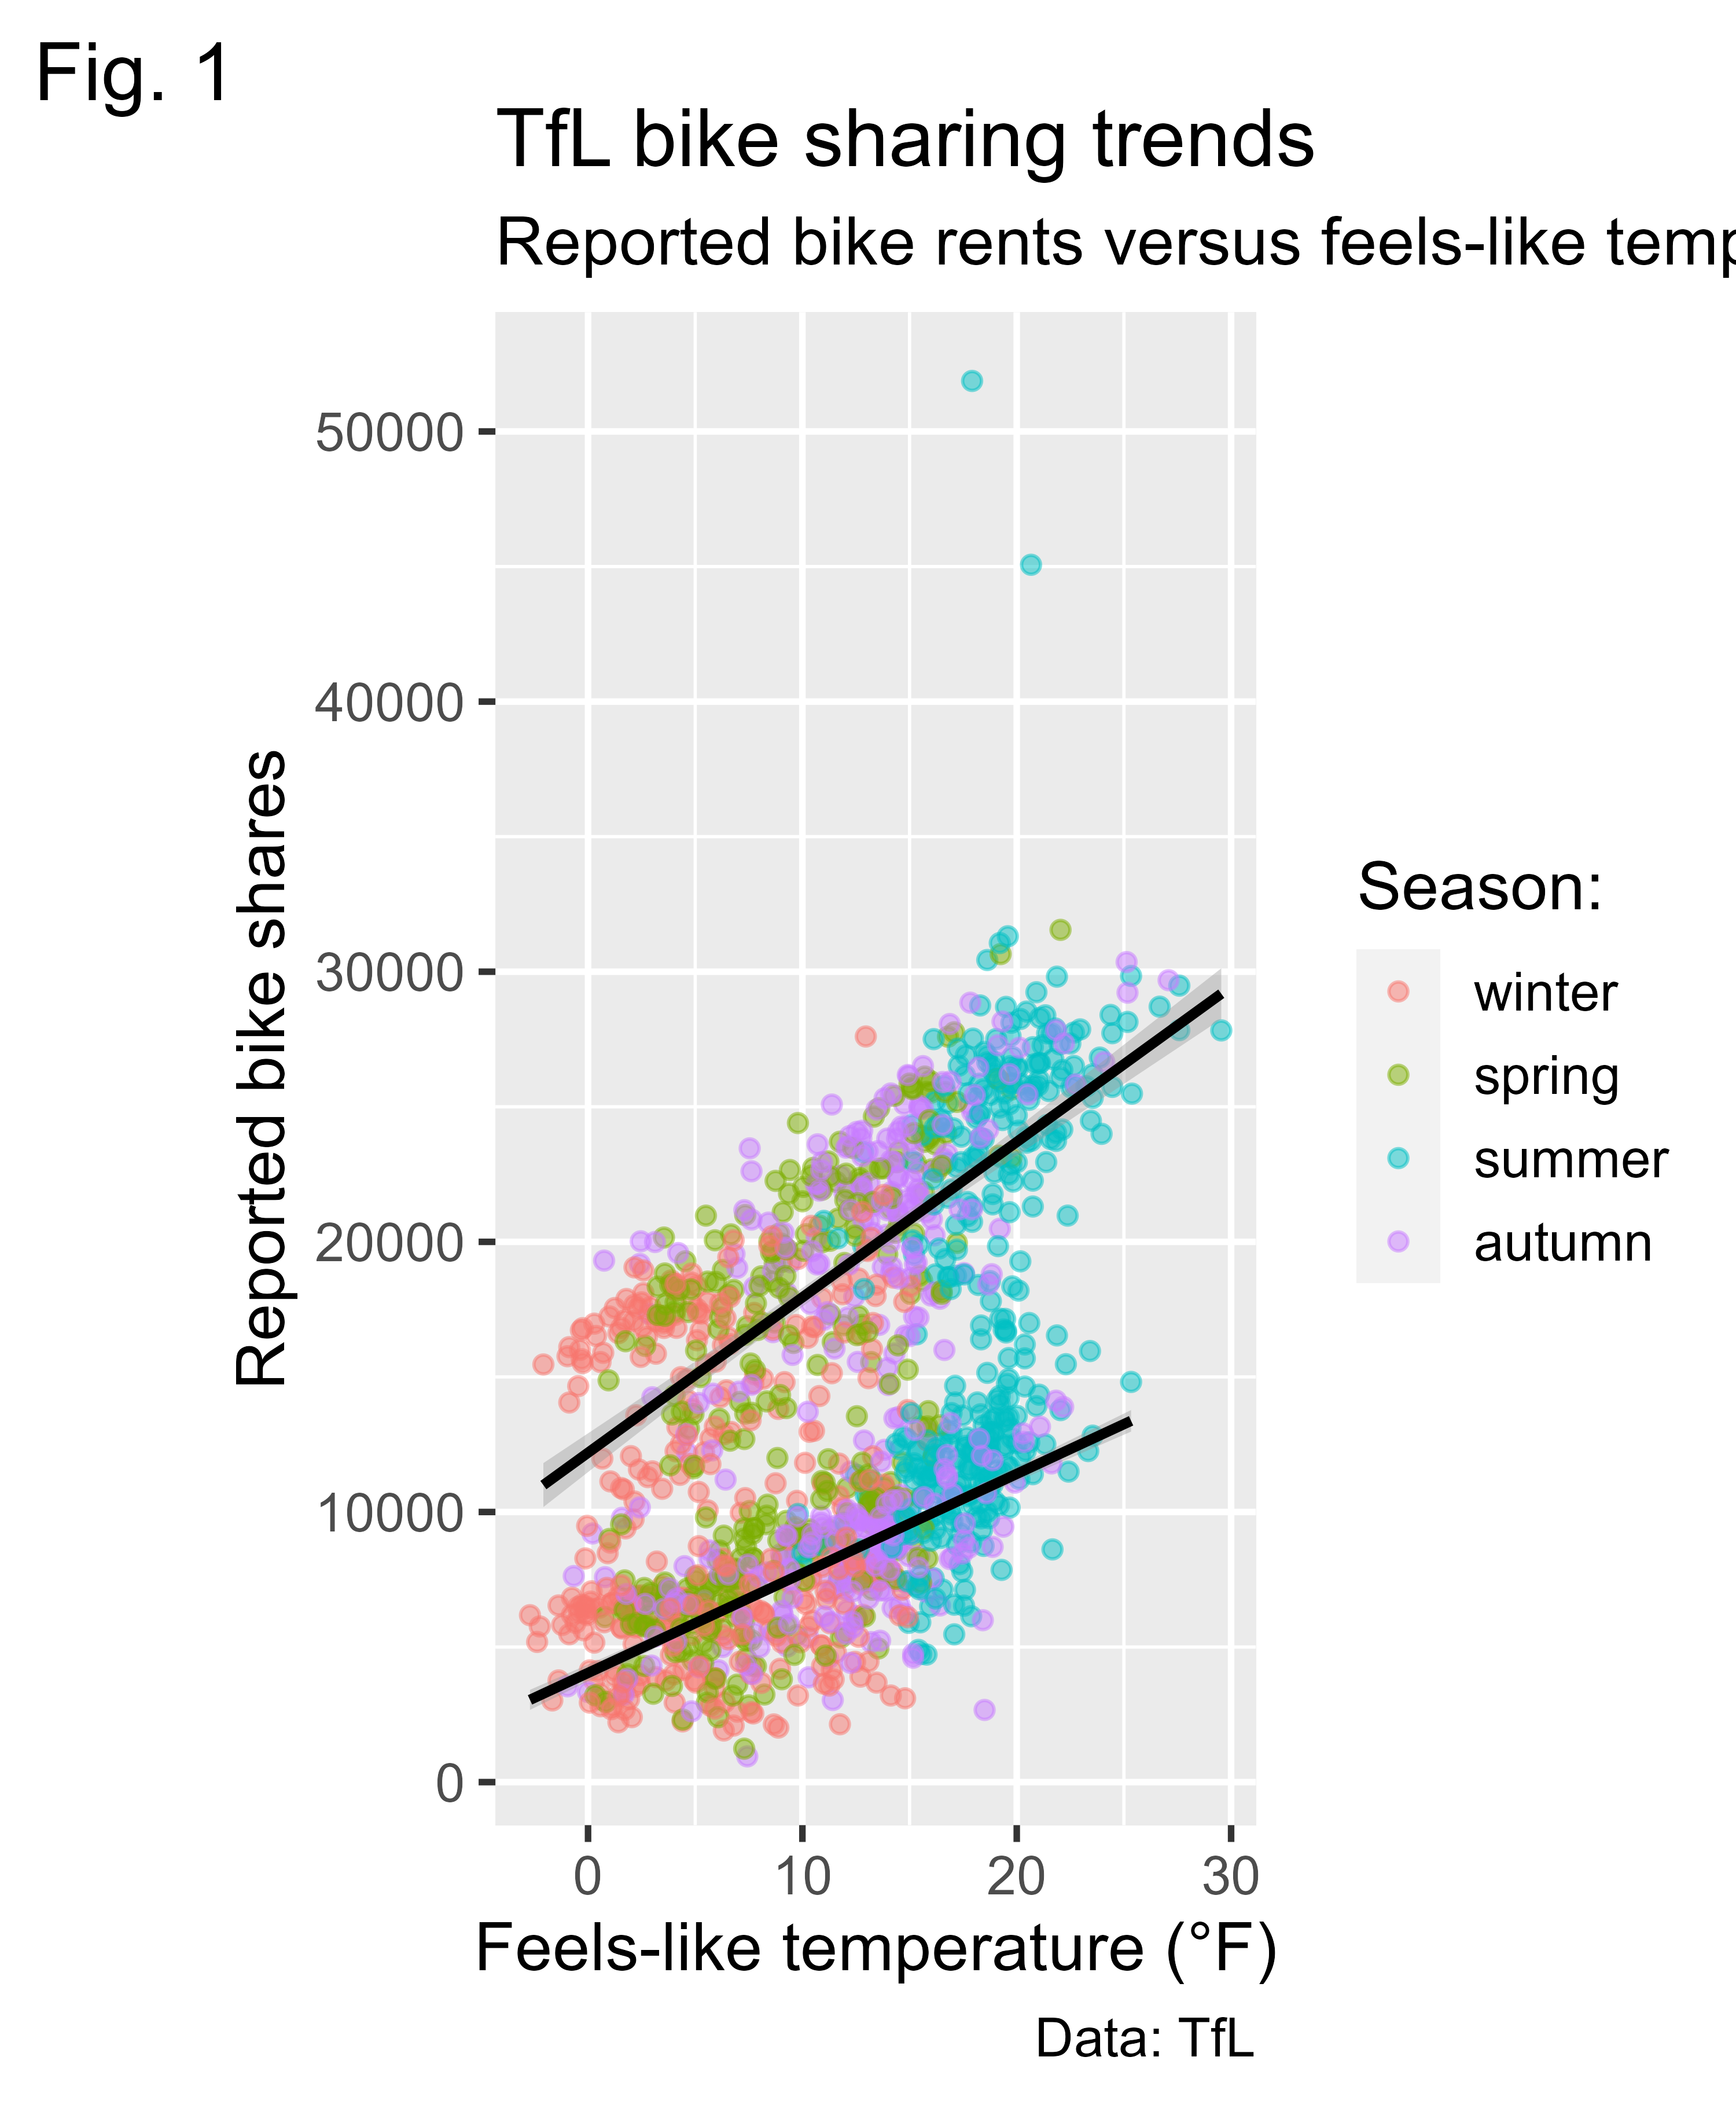 Fig. 1
TfL bike sharing trends
Reported bike rents versus feels-like
50000
40000
30000
20000
10000
0
Reported bike shares
0 10 20 30
Feels-like temperature (°F)
Season:
winter
spring
summer
autumn
Data: TfL